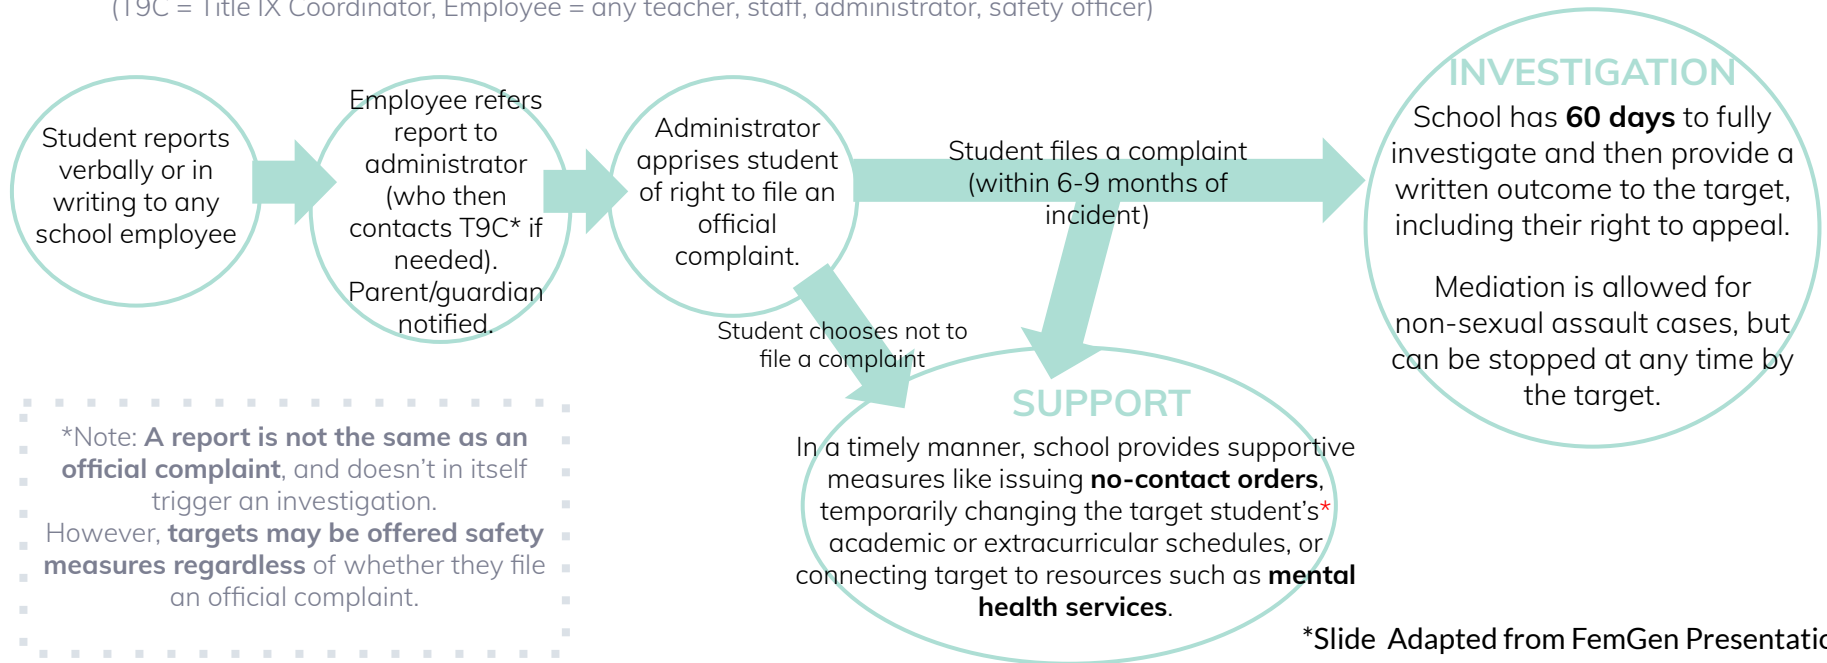 (T9C = Title IX Coordinator, Employee = any teacher, staff, administrator, safety officer)
Student reports
verbally or in
writing to any
school employee
Employee refers
report to
administrator
(who then
contacts T9C* if
needed).
Parent/guardian
notified.
Administrator
apprises student
of right to file an
official
complaint.
Student files a complaint
(within 6-9 months of
incident)
Student chooses not to
file a complaint
INVESTIGATION
School has 60 days to fully
investigate and then provide a
written outcome to the target,
including their right to appeal.
Mediation is allowed for
non-sexual assault cases, but
can be stopped at any time by
the target.
SUPPORT
In a timely manner, school provides supportive
measures like issuing no-contact orders,
temporarily changing the target student's*
academic or extracurricular schedules, or
connecting target to resources such as mental
health services.
*Note: A report is not the same as an
official complaint, and doesn't in itself
trigger an investigation.
However, targets may be offered safety
measures regardless of whether they file
an official complaint.
*Slide Adapted from FemGen Presentatio